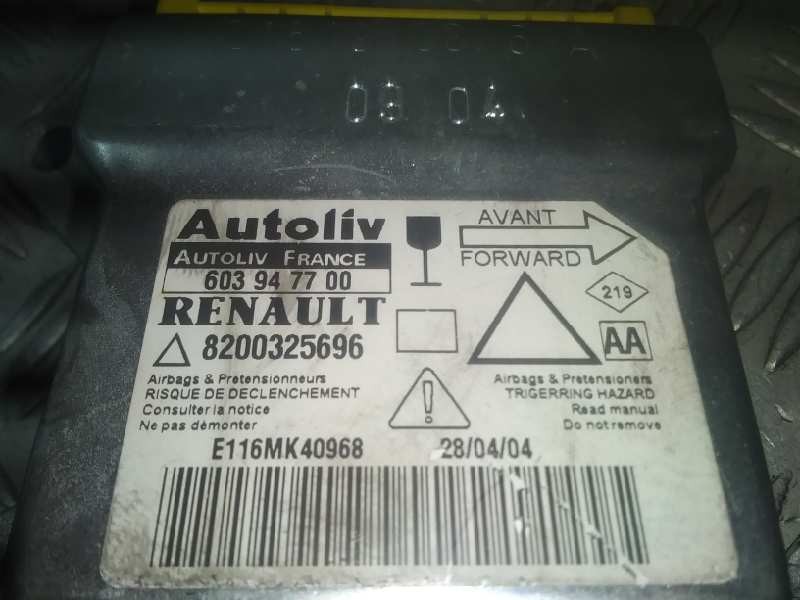 03 04
Autoliv
AUTOLIV FRANCE
603 94 77 00
RENAULT
8200325696
AVANT
FORWARD
219
AA
Airbags & Pretensionneurs
RISQUE DE DECLENCHEMENT
Consulter la notice
Ne pas démonter
Airbags & Pretensioners
TRIGERRING HAZARD
Read manual
Do not remove
E116MK40968
28/04/04